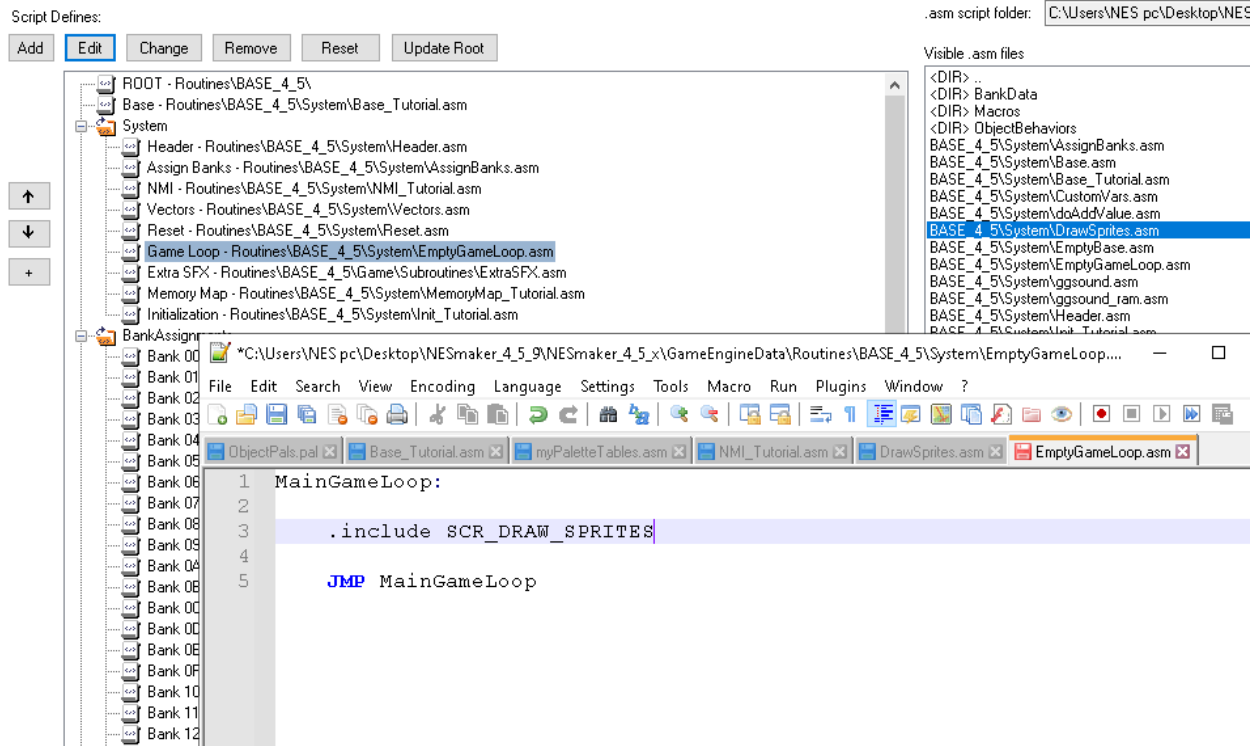 Script Defines:
.asm script folder: C:\Users\NES pc\Desktop\NES
Add Edit Change Remove Reset Update Root
Visible .asm files
ROOT - Routines\BASE_4_5\
Base - Routines\BASE_4_5\System\Base_Tutorial.asm
System
Header - Routines\BASE_4_5\System\Header.asm
Assign Banks - Routines\BASE_4_5\System\AssignBanks.asm
NMI - Routines\BASE_4_5\System\NMI_Tutorial.asm
Vectors - Routines\BASE_4_5\System\Vectors.asm
Reset - Routines\BASE_4_5\System\Reset.asm
Game Loop - Routines\BASE_4_5\System\EmptyGameLoop.asm
Extra SFX - Routines\BASE_4_5\Game\Subroutines\ExtraSFX.asm
Memory Map - Routines\BASE_4_5\System\MemoryMap_Tutorial.asm
Initialization - Routines\BASE_4_5\System\Init_Tutorial.asm
BankAssignments
Bank 00
Bank 01
Bank 02
Bank 03
Bank 04
Bank 05
Bank 06
Bank 07
Bank 08
Bank 09
Bank 0A
Bank 0B
Bank 0C
Bank 0D
Bank 0E
Bank 0F
Bank 10
Bank 11
Bank 12
<DIR> ..
<DIR> BankData
<DIR> Macros
<DIR> ObjectBehaviors
BASE_4_5\System\AssignBanks.asm
BASE_4_5\System\Base.asm
BASE_4_5\System\Base_Tutorial.asm
BASE_4_5\System\CustomVars.asm
BASE_4_5\System\doAddValue.asm
BASE_4_5\System\DrawSprites.asm
BASE_4_5\System\EmptyBase.asm
BASE_4_5\System\EmptyGameLoop.asm
BASE_4_5\System\ggsound.asm
BASE_4_5\System\ggsound_ram.asm
BASE_4_5\System\Header.asm
BASE_4_5\System\Init_Tutorial.asm
*C:\Users\NES pc\Desktop\NESmaker_4_5_9\NESmaker_4_5_x\GameEngineData\Routines\BASE_4_5\System\EmptyGameLoop....
File Edit Search View Encoding Language Settings Tools Macro Run Plugins Window ?
ObjectPals.pal Base_Tutorial.asm myPaletteTables.asm NMI_Tutorial.asm DrawSprites.asm EmptyGameLoop.asm
1 MainGameLoop:
2
3 .include SCR_DRAW_SPRITES
4
5 JMP MainGameLoop